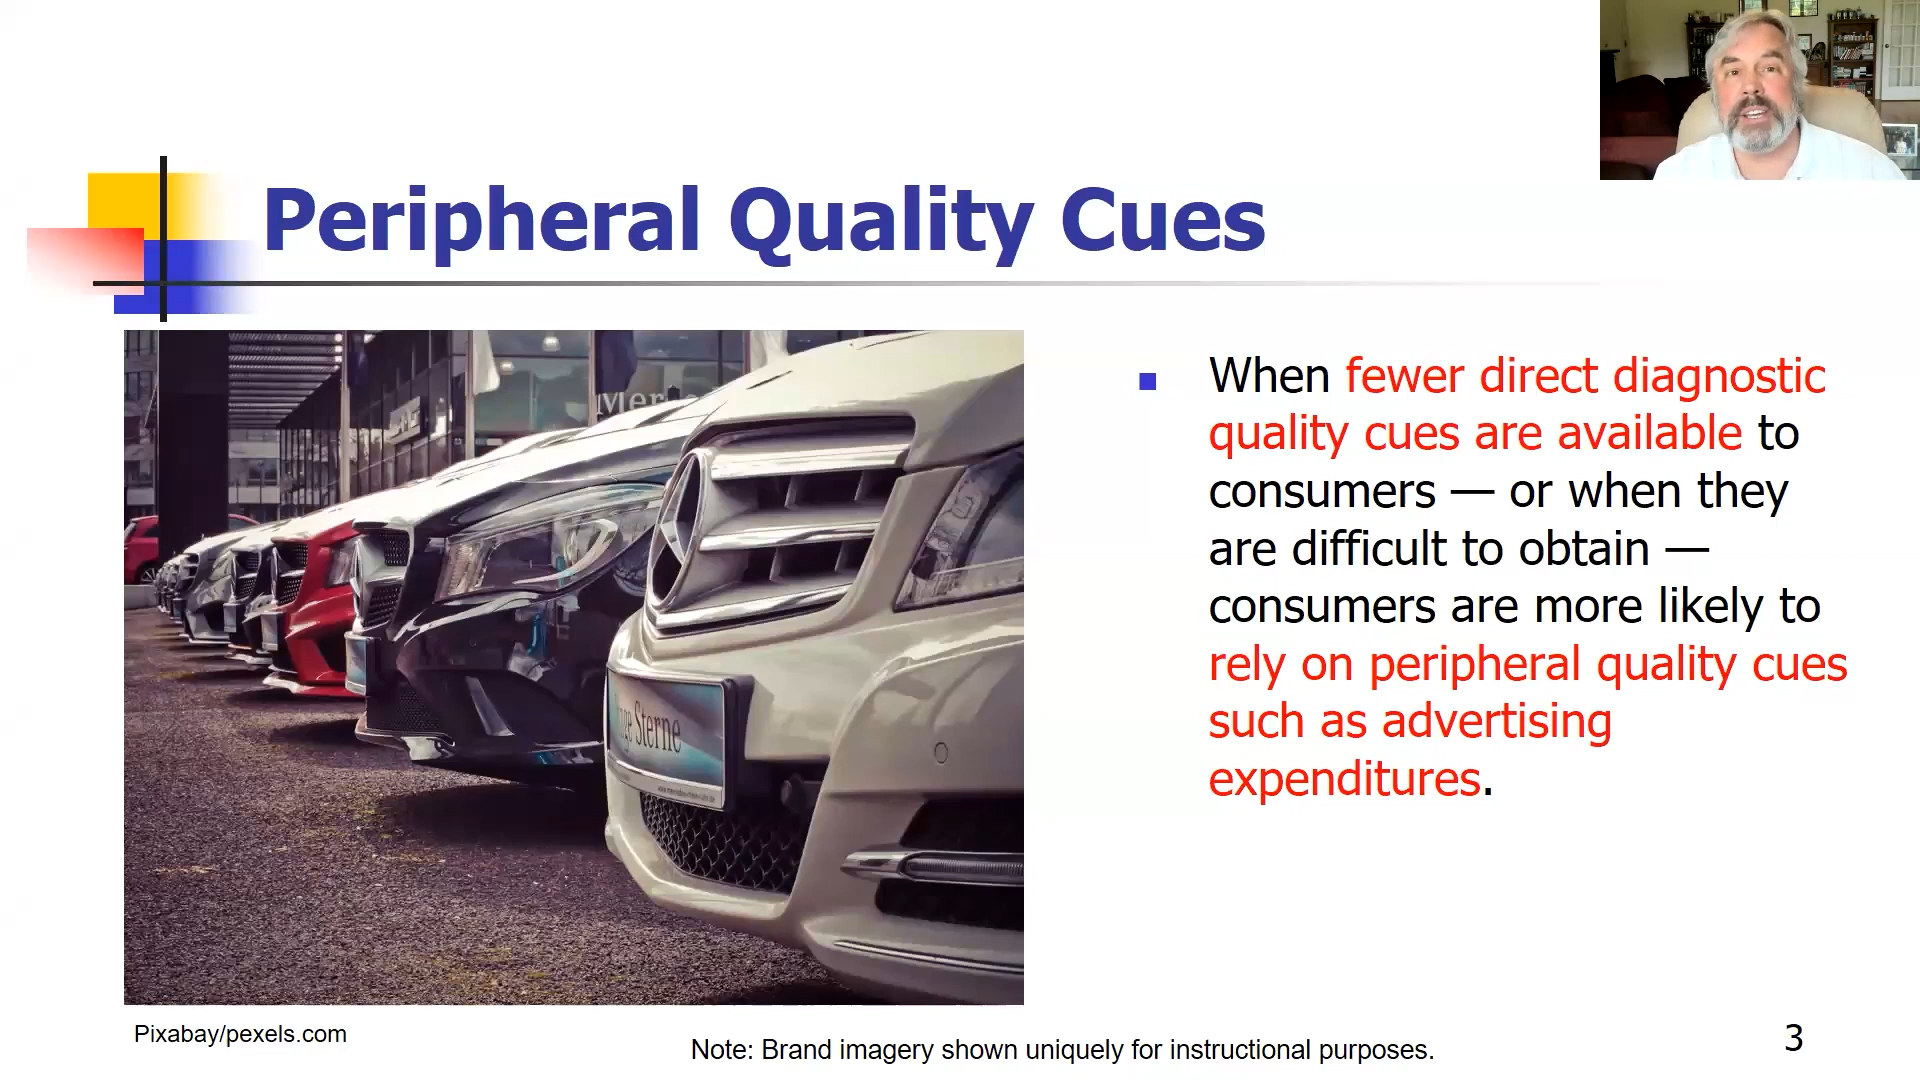 Peripheral Quality Cues
When fewer direct diagnostic
quality cues are available to
consumers — or when they
are difficult to obtain —
consumers are more likely to
rely on peripheral quality cues
such as advertising
expenditures.
Sterne
Pixabay/pexels.com
Note: Brand imagery shown uniquely for instructional purposes.
3